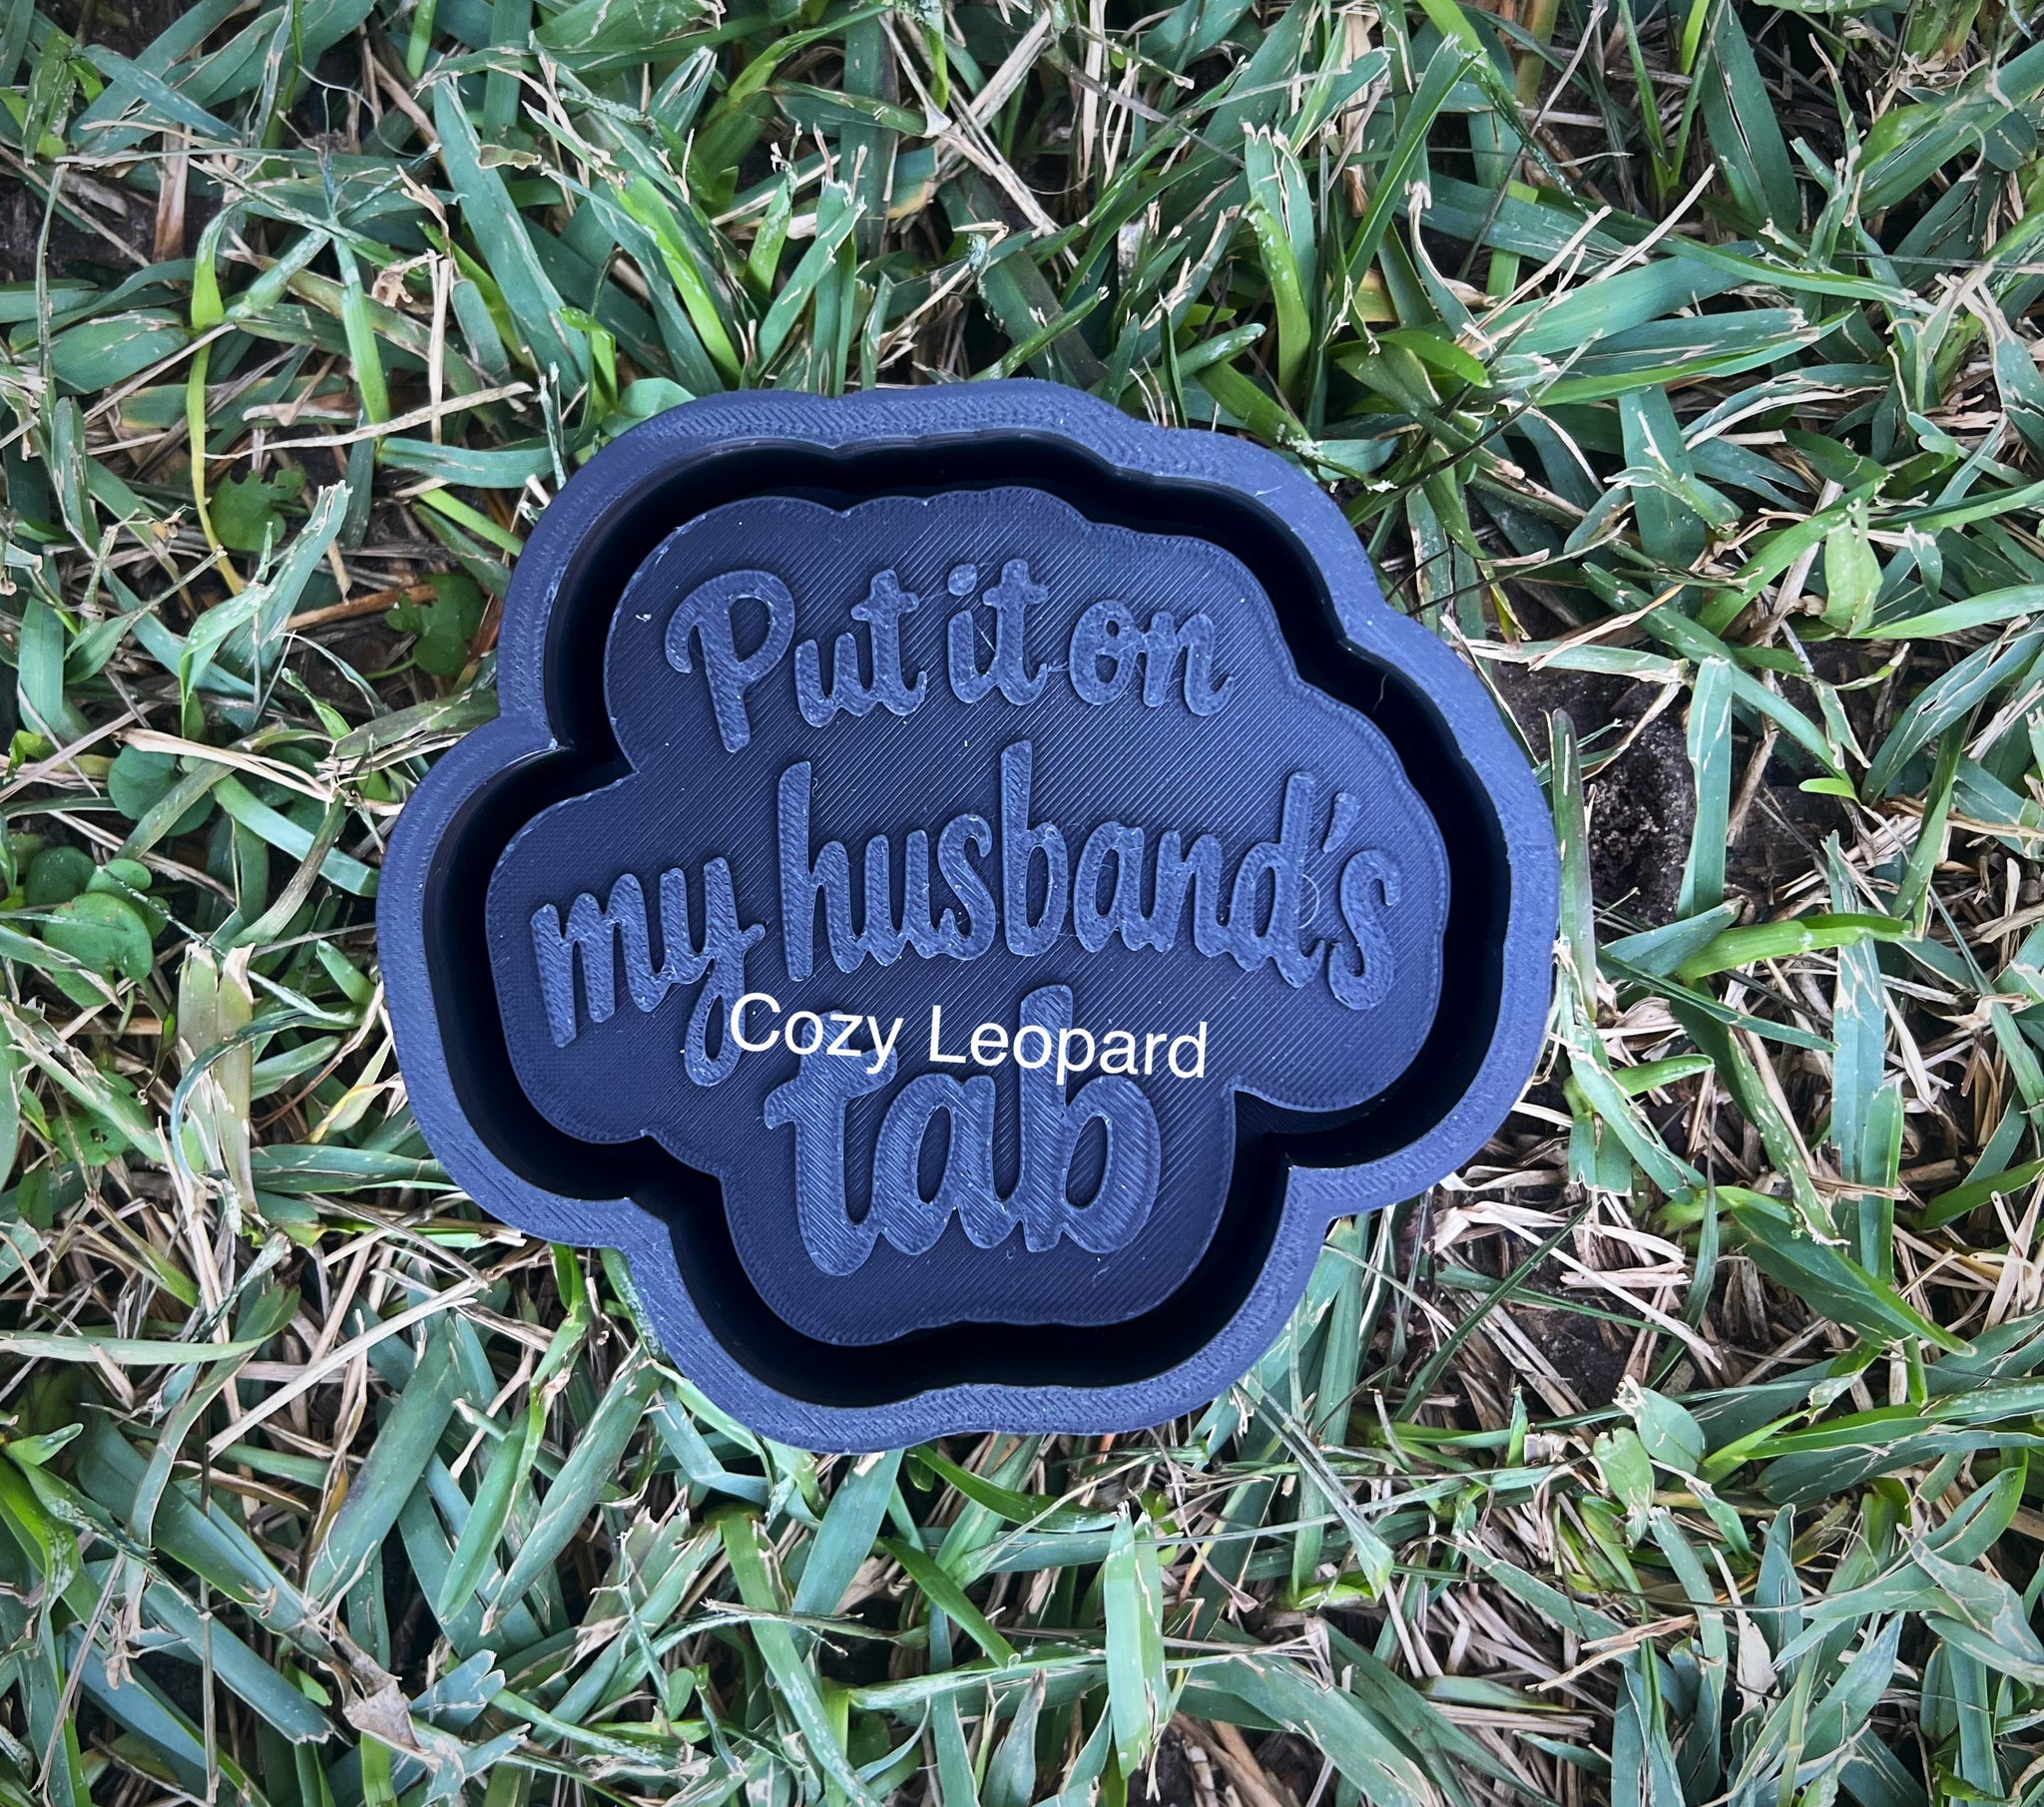 Put it on
my husband's
Cozy Leopard
tab